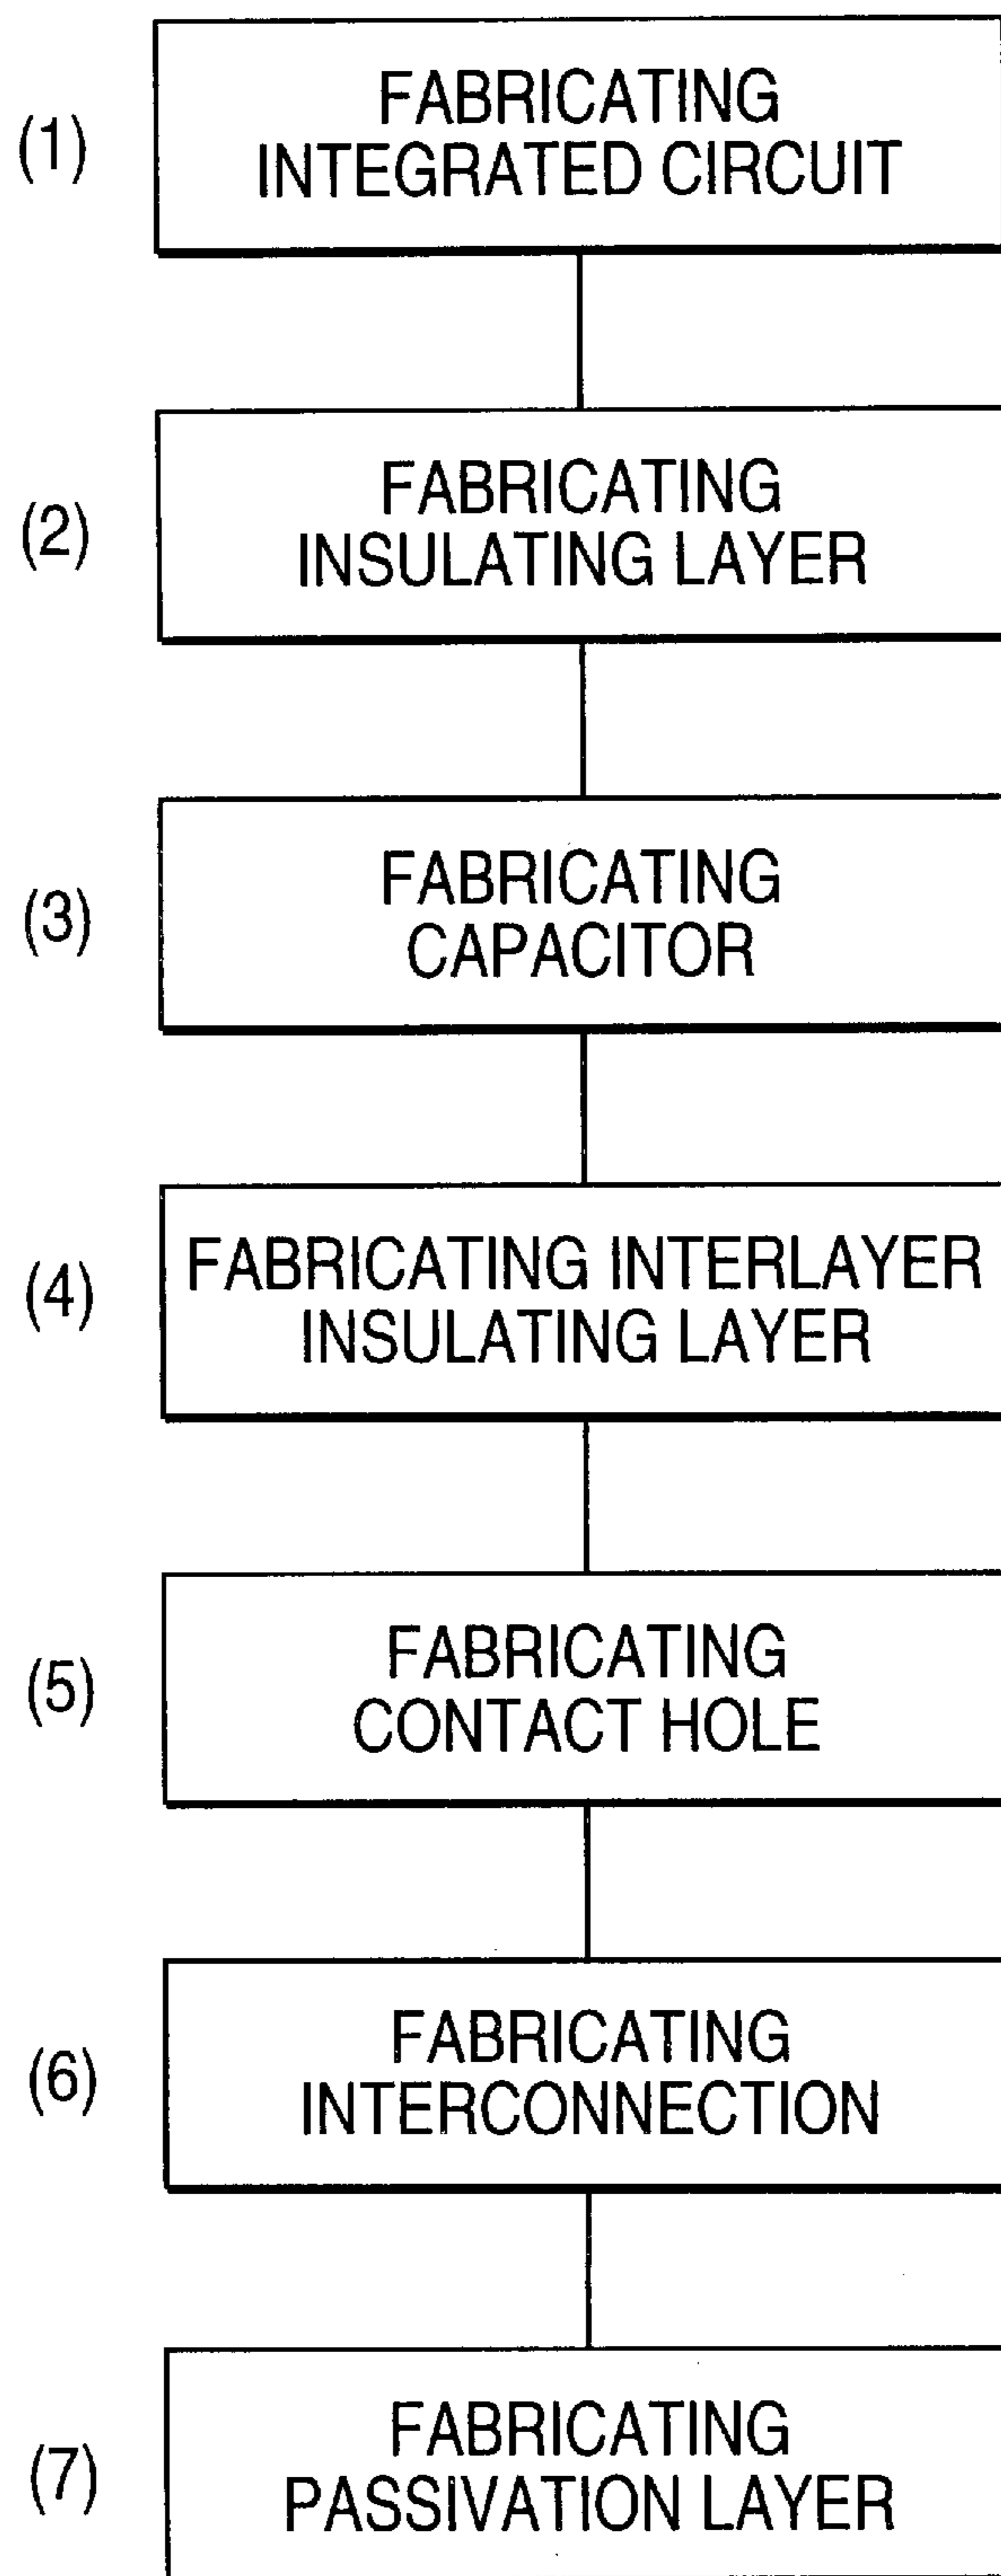 (1)
FABRICATING
INTEGRATED CIRCUIT
(2)
FABRICATING
INSULATING LAYER
(3)
FABRICATING
CAPACITOR
(4)
FABRICATING INTERLAYER
INSULATING LAYER
(5)
FABRICATING
CONTACT HOLE
(6)
FABRICATING
INTERCONNECTION
(7)
FABRICATING
PASSIVATION LAYER